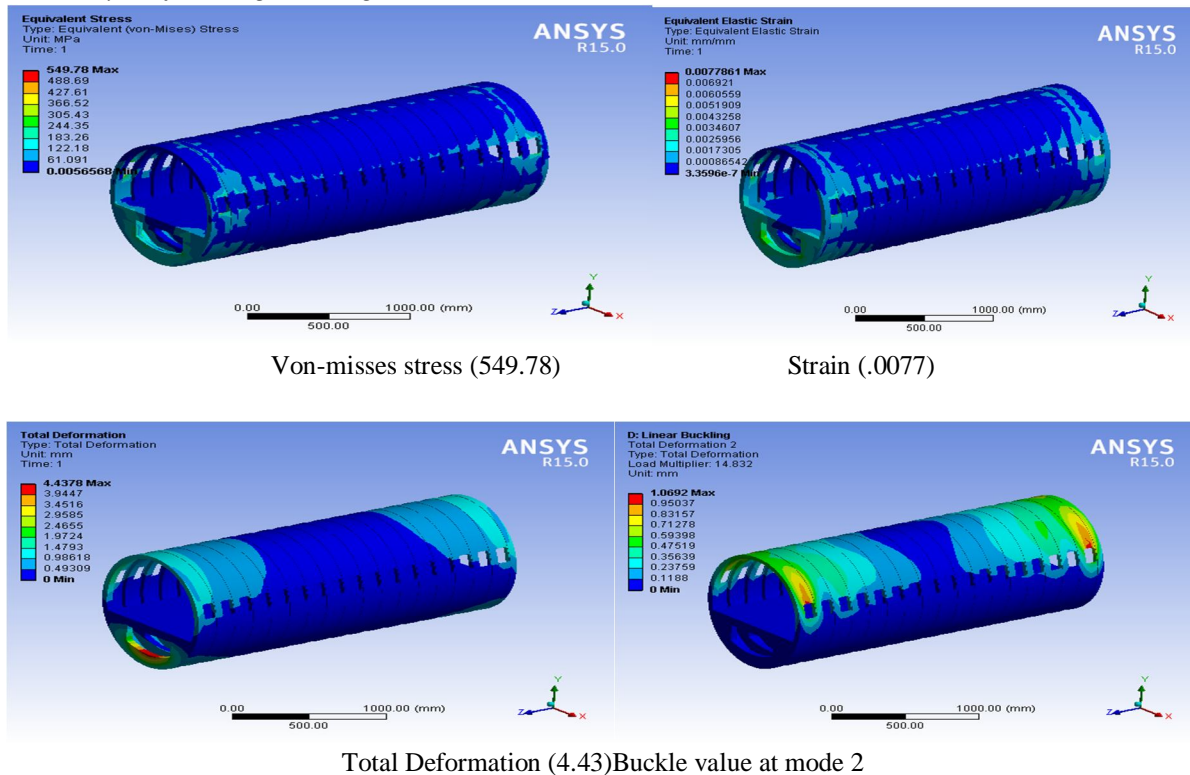 Equivalent Stress
Type: Equivalent (von-Mises) Stress
Unit: MPa
Time: 1
549.78 Max
488.69
427.61
366.52
305.43
244.35
183.26
122.18
61.091
0.0056568 Min
ANSYS
R15.0
0.00
1000.00 (mm)
500.00
Y
Z
X
Equivalent Elastic Strain
Type: Equivalent Elastic Strain
Unit: mm/mm
Time: 1
0.0077861 Max
0.006921
0.0060559
0.0051909
0.0043258
0.0034607
0.0025956
0.0017305
0.00086542
3.3596e-7 Min
ANSYS
R15.0
0.00
1000.00 (mm)
500.00
Y
Z
X
Von-misses stress (549.78)
Strain (.0077)
Total Deformation
Type: Total Deformation
Unit: mm
Time: 1
4.4378 Max
3.9447
3.4516
2.9585
2.4655
1.9724
1.4793
0.98618
0.49309
0 Min
ANSYS
R15.0
0.00
1000.00 (mm)
500.00
Y
Z
X
D: Linear Buckling
Total Deformation 2
Type: Total Deformation
Load Multiplier: 14.832
Unit: mm
1.0692 Max
0.95037
0.83157
0.71278
0.59398
0.47519
0.35639
0.23759
0.1188
0 Min
ANSYS
R15.0
0.00
1000.00 (mm)
500.00
Y
Z
X
Total Deformation (4.43)Buckle value at mode 2